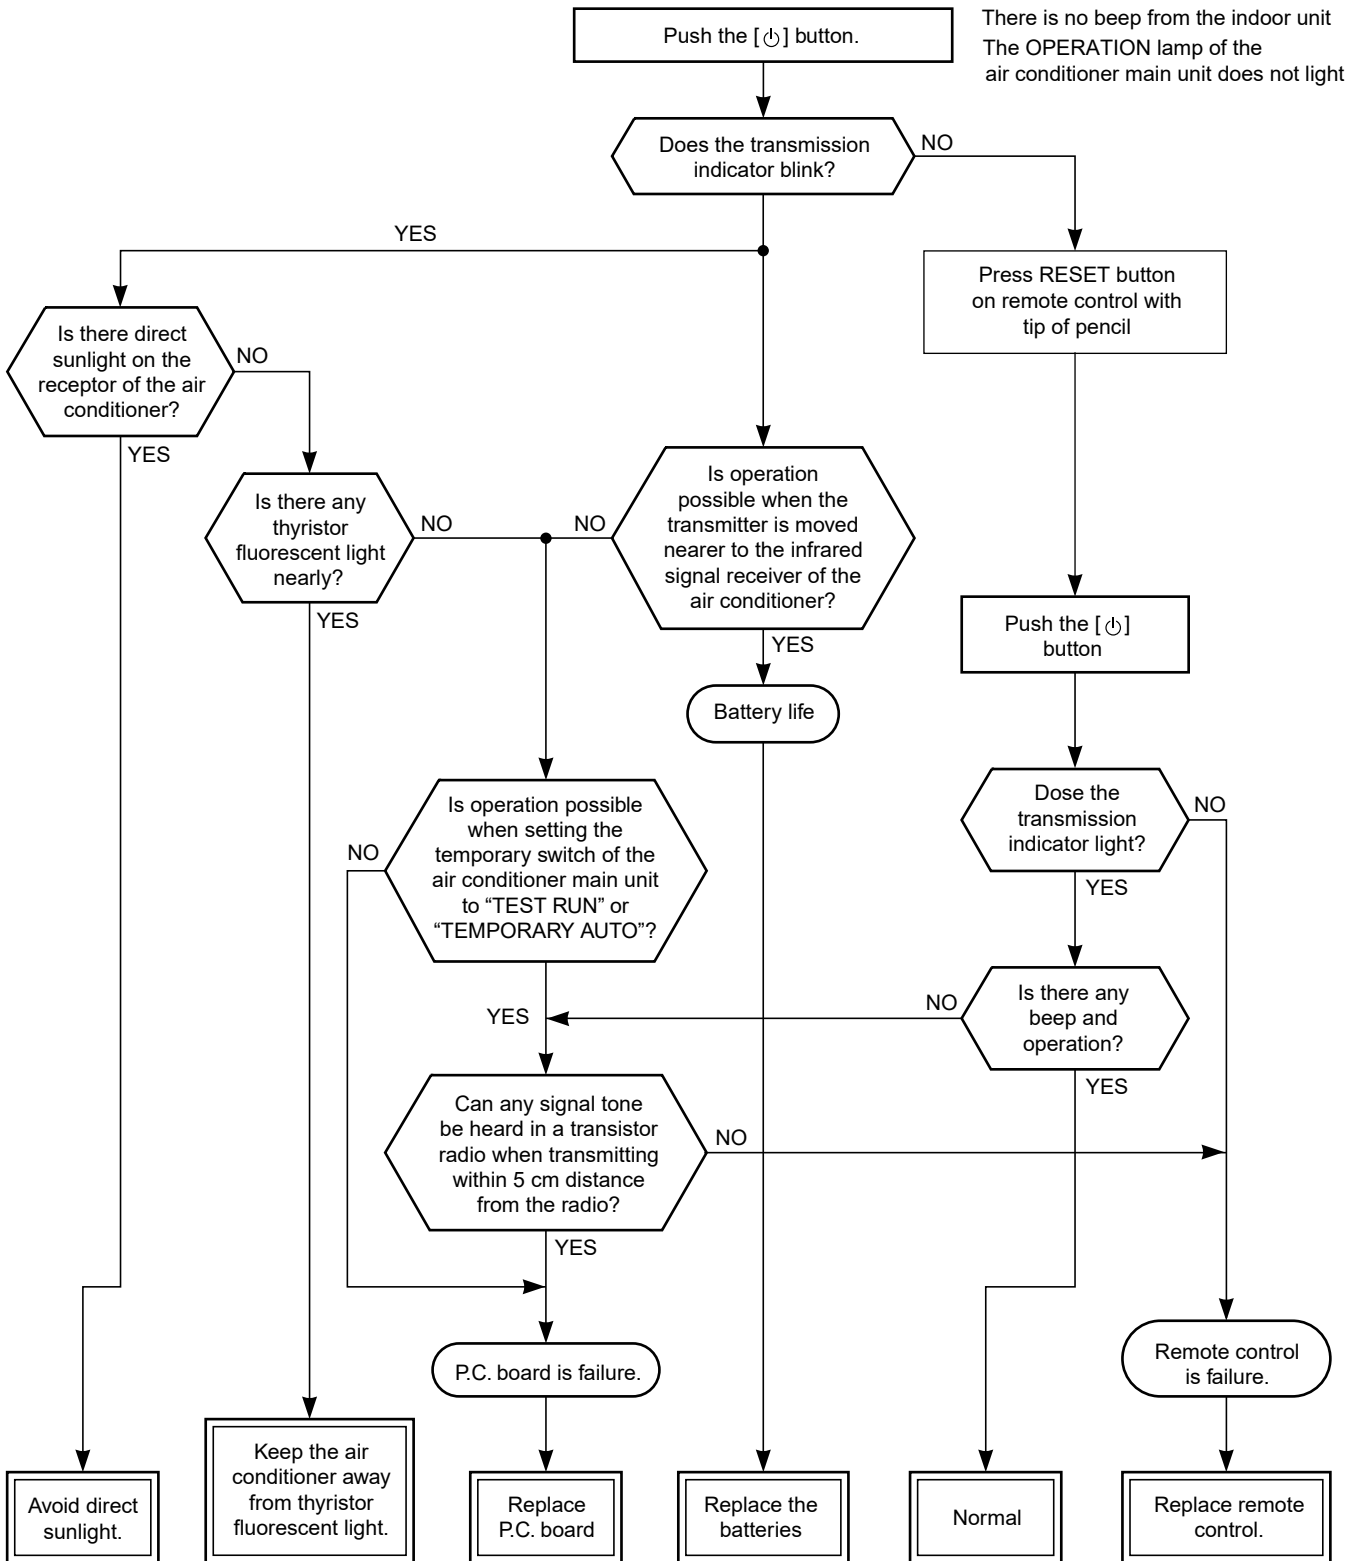 Push the [⏻] button.
There is no beep from the indoor unit
The OPERATION lamp of the
air conditioner main unit does not light
Does the transmission
indicator blink?
NO
YES
Press RESET button
on remote control with
tip of pencil
Is there direct
sunlight on the
receptor of the air
conditioner?
NO
YES
Is there any
thyristor
fluorescent light
nearly?
NO
YES
Is operation
possible when the
transmitter is moved
nearer to the infrared
signal receiver of the
air conditioner?
NO
YES
Push the [⏻]
button
Battery life
Is operation possible
when setting the
temporary switch of the
air conditioner main unit
to “TEST RUN” or
“TEMPORARY AUTO”?
NO
YES
Dose the
transmission
indicator light?
NO
YES
Is there any
beep and
operation?
NO
YES
Can any signal tone
be heard in a transistor
radio when transmitting
within 5 cm distance
from the radio?
NO
YES
P.C. board is failure.
Remote control
is failure.
Avoid direct
sunlight.
Keep the air
conditioner away
from thyristor
fluorescent light.
Replace
P.C. board
Replace the
batteries
Normal
Replace remote
control.